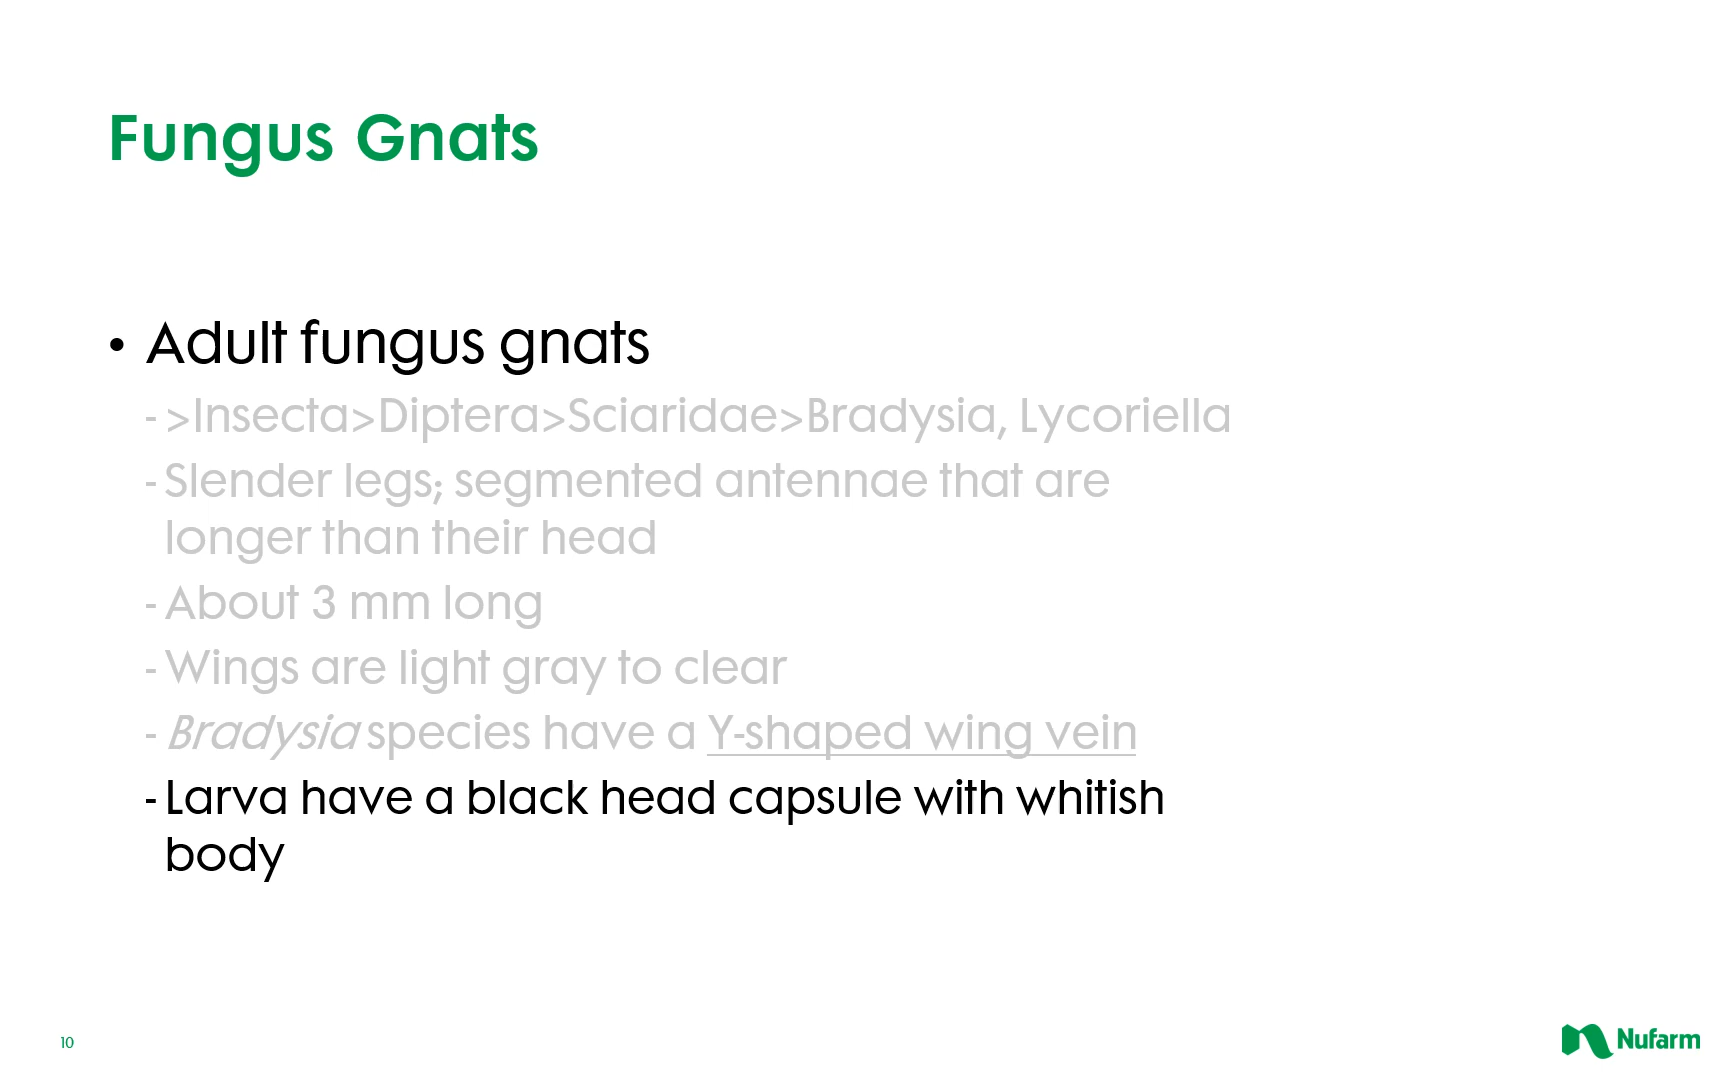 Fungus Gnats
• Adult fungus gnats
- >Insecta>Diptera>Sciaridae>Bradysia, Lycoriella
- Slender legs; segmented antennae that are
longer than their head
- About 3 mm long
- Wings are light gray to clear
- Bradysia species have a Y-shaped wing vein
- Larva have a black head capsule with whitish
body
10
Nufarm